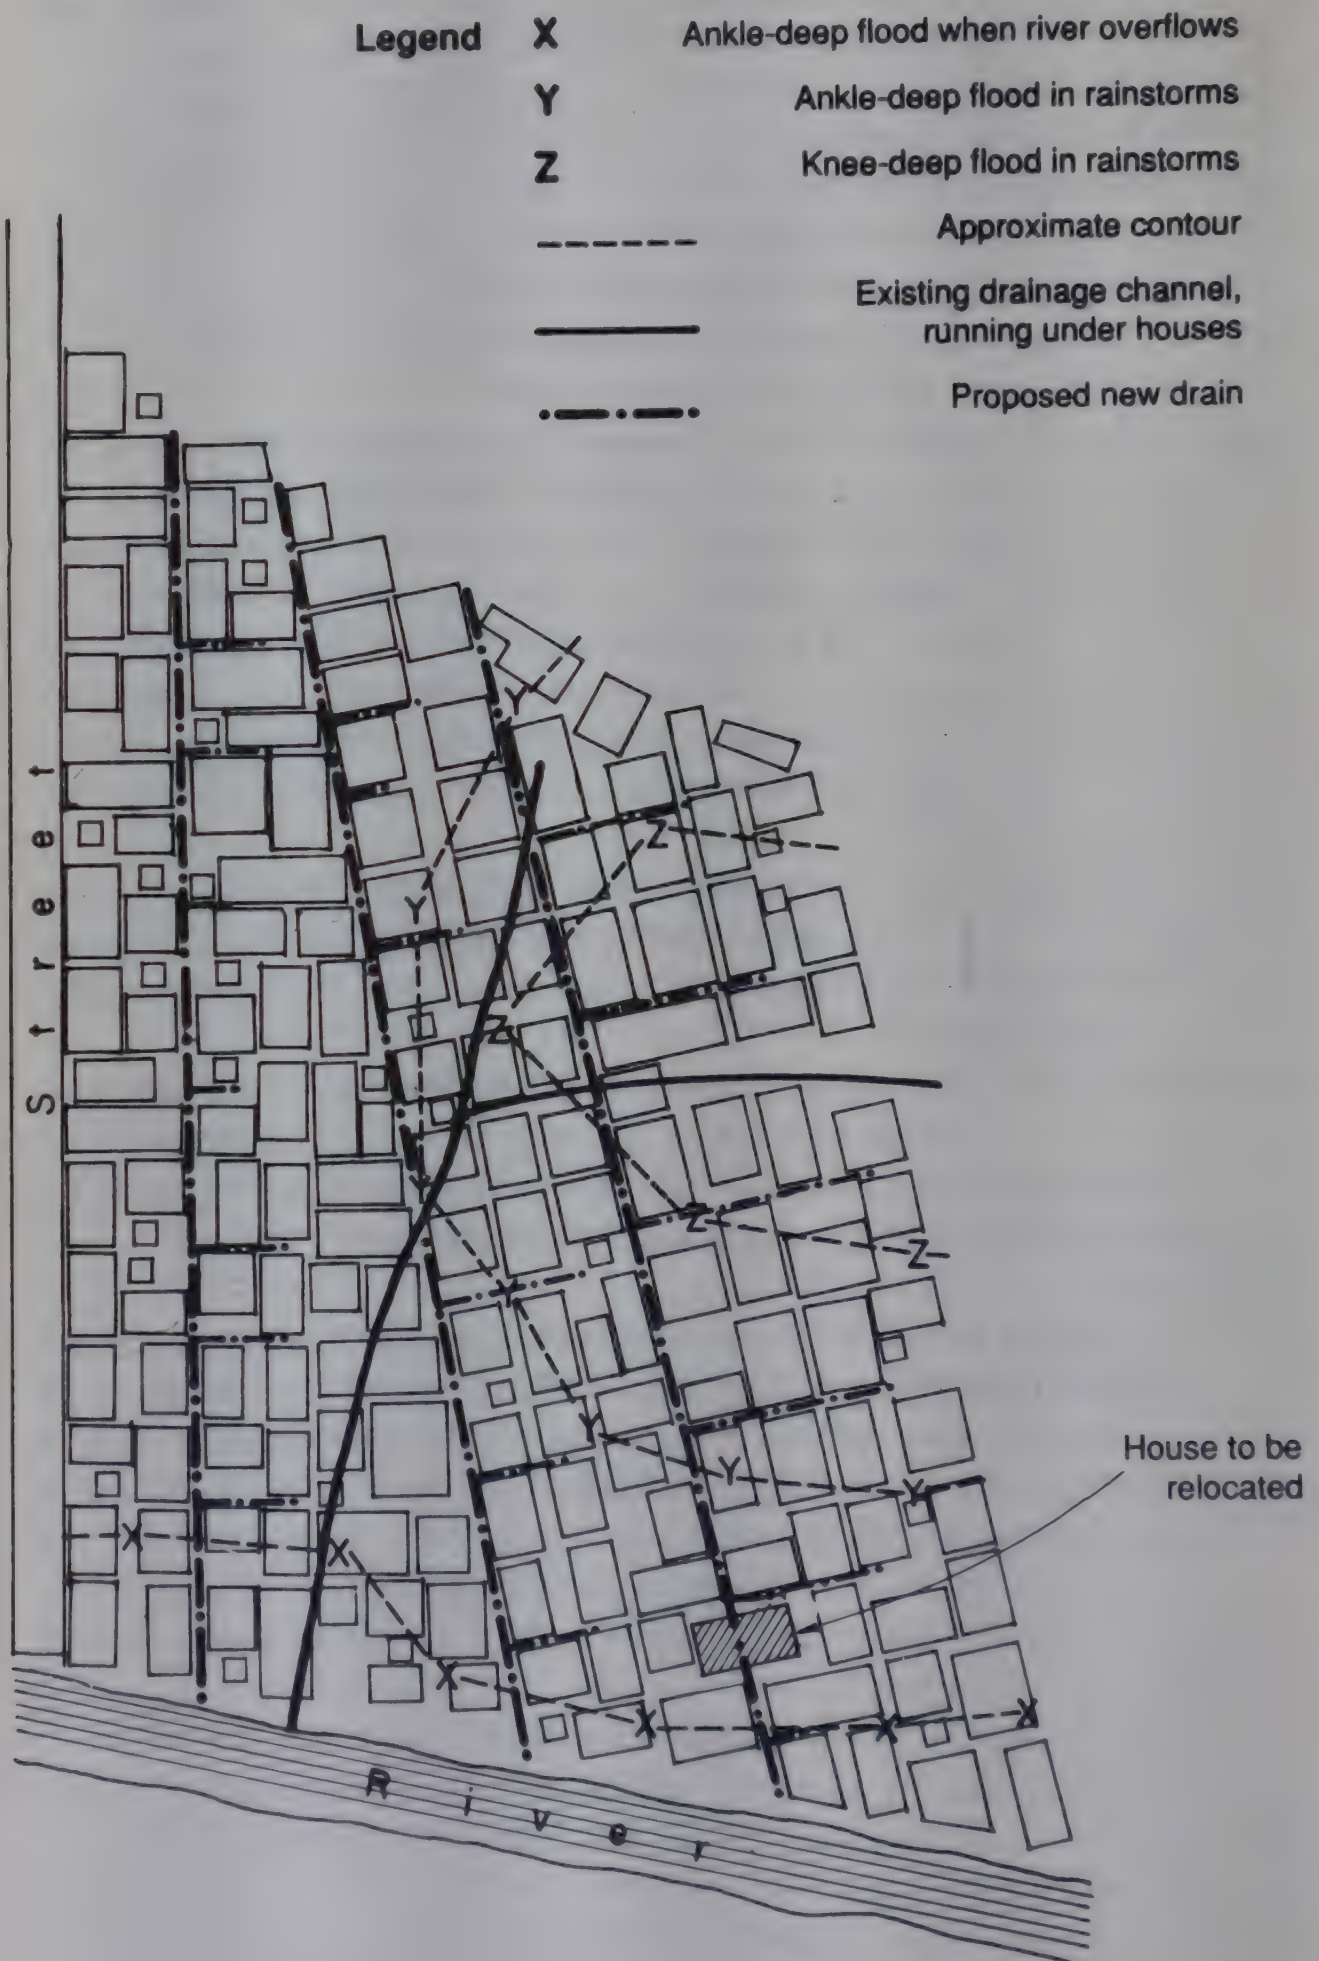 Legend
X Ankle-deep flood when river overflows
Y Ankle-deep flood in rainstorms
Z Knee-deep flood in rainstorms
Approximate contour
Existing drainage channel,
running under houses
Proposed new drain
Street
Y
Z
Y
Z
Y
Z
Z
Y
Y
Y
Y
House to be
relocated
X
X
X
X
X
X
River